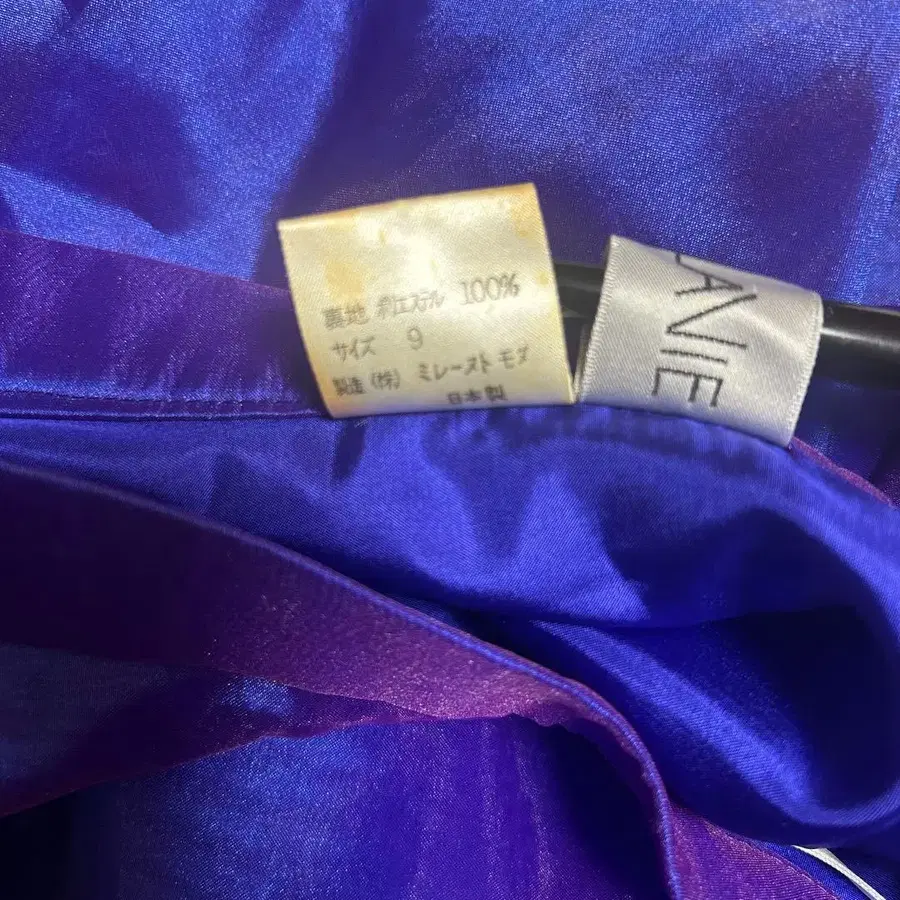 裏地 ポリエステル 100%
サイズ 9
製造 (株) ミレーヌト モダ
日本製
ANIE